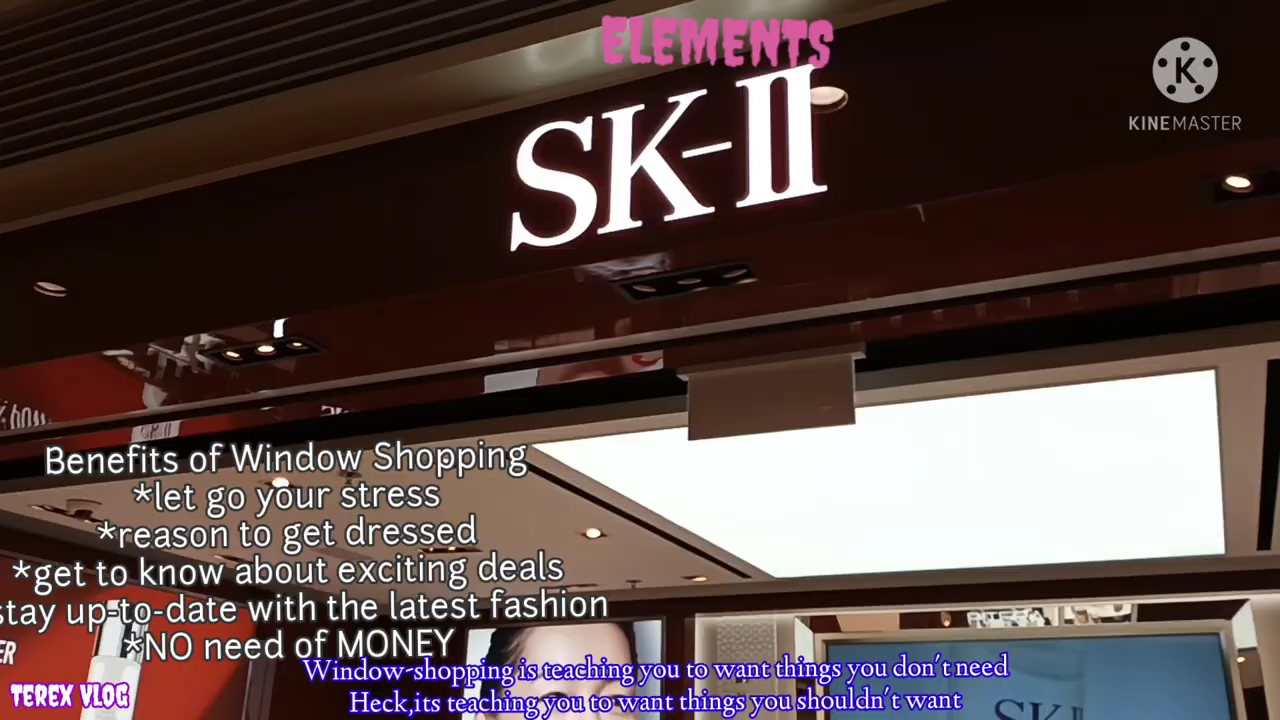 ELEMENTS
SK-II
KINEMASTER
Benefits of Window Shopping
*let go your stress
*reason to get dressed
*get to know about exciting deals
stay up-to-date with the latest fashion
*NO need of MONEY
Window-shopping is teaching you to want things you don't need
Heck,its teaching you to want things you shouldn't want
TEREX VLOG
SK-II